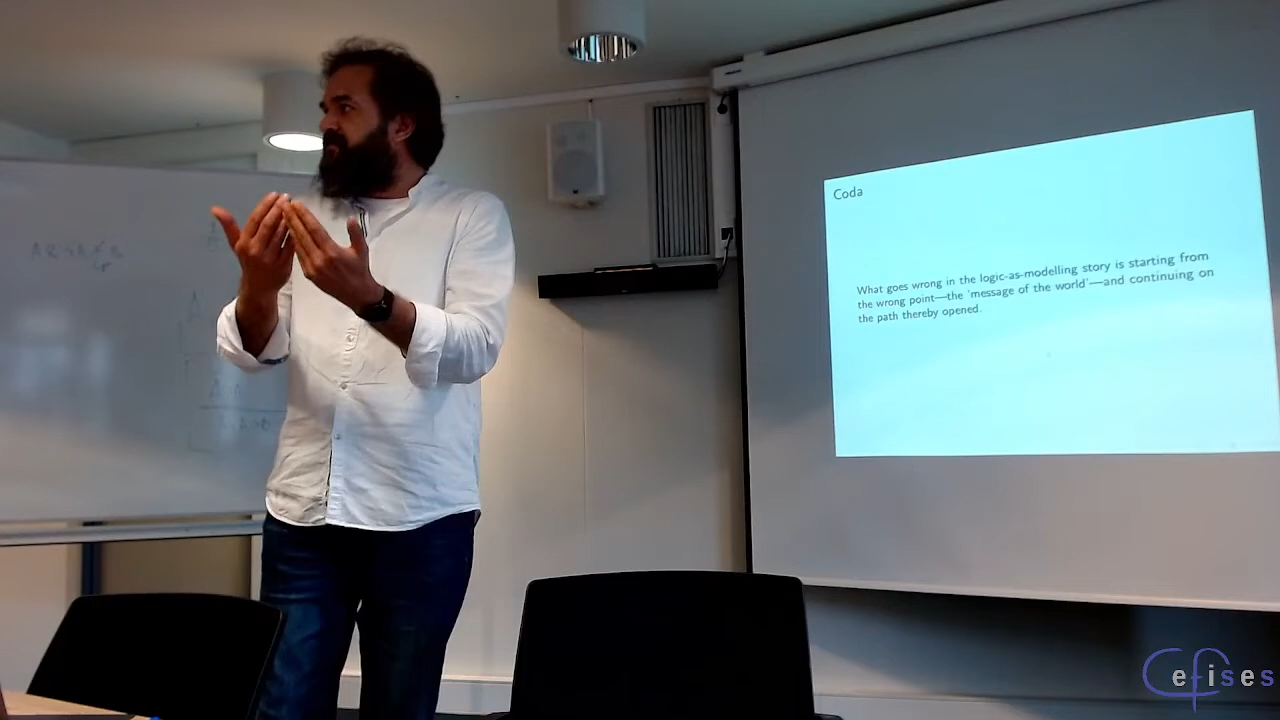 Coda
What goes wrong in the logic-as-modelling story is starting from
the wrong point—the 'message of the world'—and continuing on
the path thereby opened.
Cefises